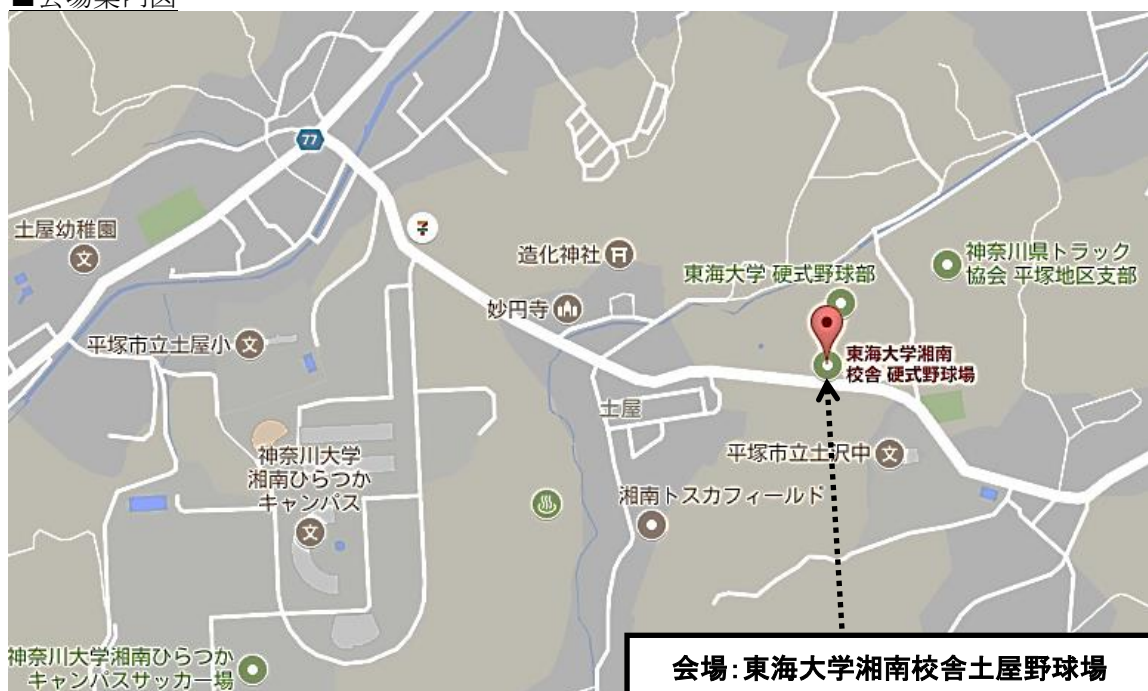 ■会場案内図
77
土屋幼稚園
7
造化神社
神奈川県トラック
協会 平塚地区支部
東海大学 硬式野球部
妙円寺
平塚市立土屋小
文
東海大学湘南
校舎 硬式野球場
土屋
神奈川大学
湘南ひらつか
キャンパス
平塚市立土沢中
文
湘南トスカフィールド
文
文
神奈川大学湘南ひらつか
キャンパスサッカー場
会場:東海大学湘南校舎土屋野球場